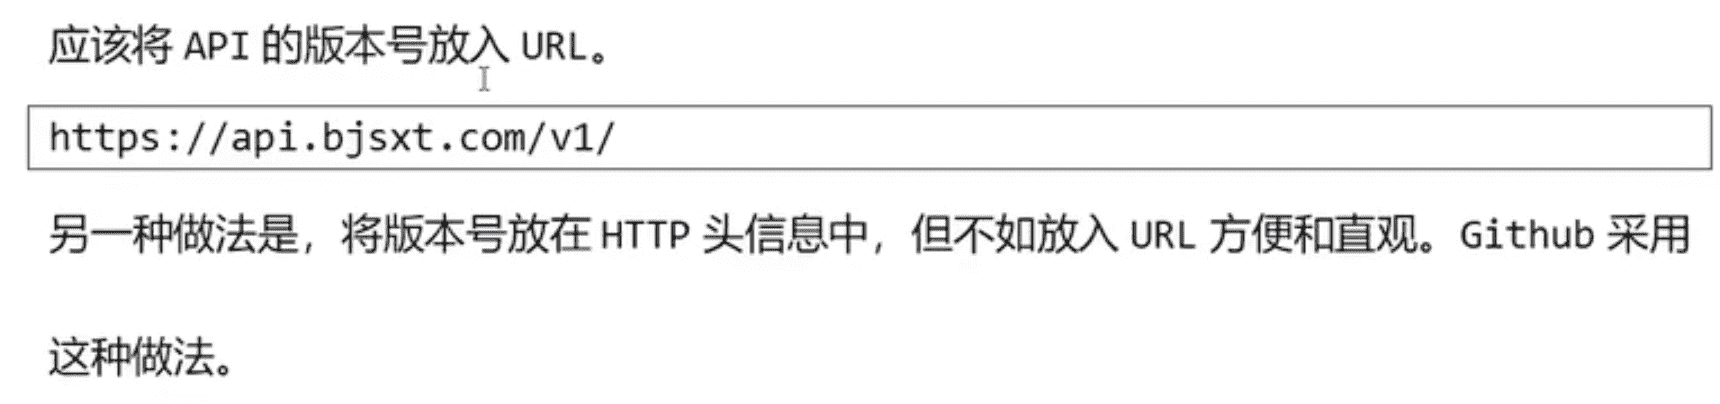 应该将 API 的版本号放入 URL。
https://api.bjsxt.com/v1/
另一种做法是，将版本号放在 HTTP 头信息中，但不如放入 URL 方便和直观。Github 采用
这种做法。